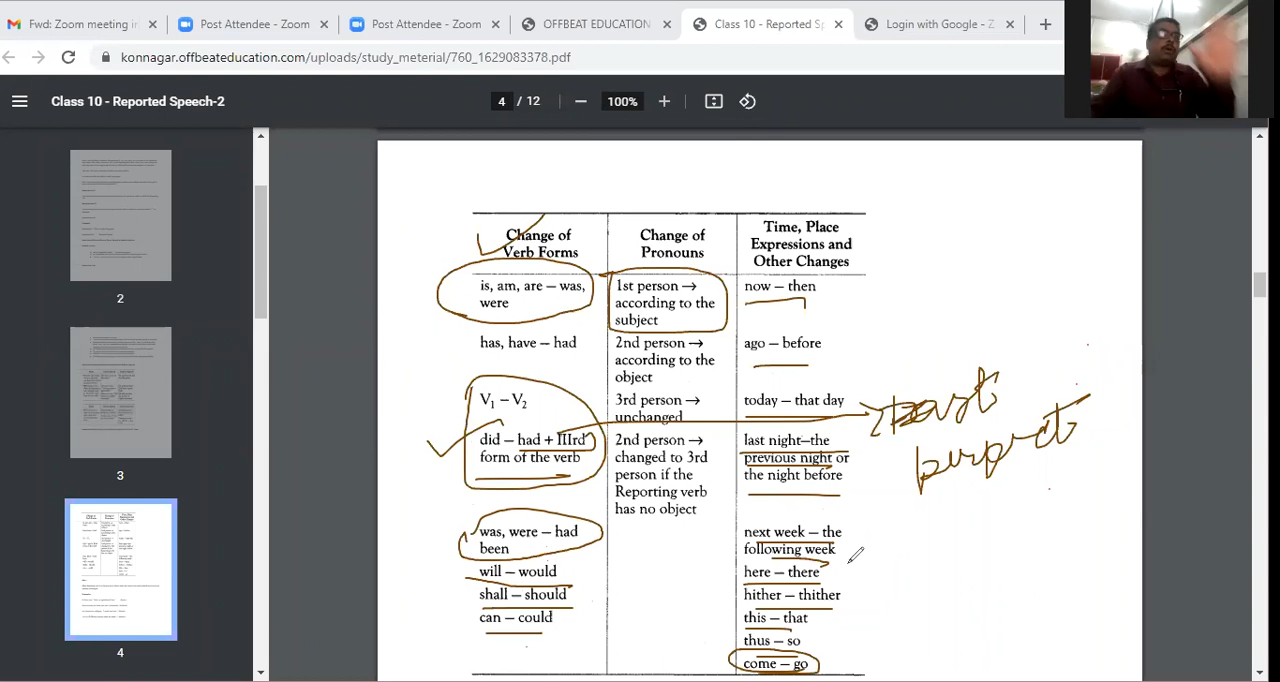 Fwd: Zoom meeting in
Post Attendee - Zoom
Post Attendee - Zoom
OFFBEAT EDUCATION
Class 10 - Reported Sp
Login with Google - Z
konnagar.offbeateducation.com/uploads/study_meterial/760_1629083378.pdf
Class 10 - Reported Speech-2
4 / 12
100%
2
3
4
Change of
Verb Forms
is, am, are – was,
were
has, have – had
V₁ – V₂
did – had + IIIrd
form of the verb
was, were – had
been
will – would
shall – should
can – could
Change of
Pronouns
1st person →
according to the
subject
2nd person →
according to the
object
3rd person →
unchanged
2nd person →
changed to 3rd
person if the
Reporting verb
has no object
Time, Place
Expressions and
Other Changes
now – then
ago – before
today – that day
last night–the
previous night or
the night before
next week – the
following week
here – there
hither – thither
this – that
thus – so
come – go
Past